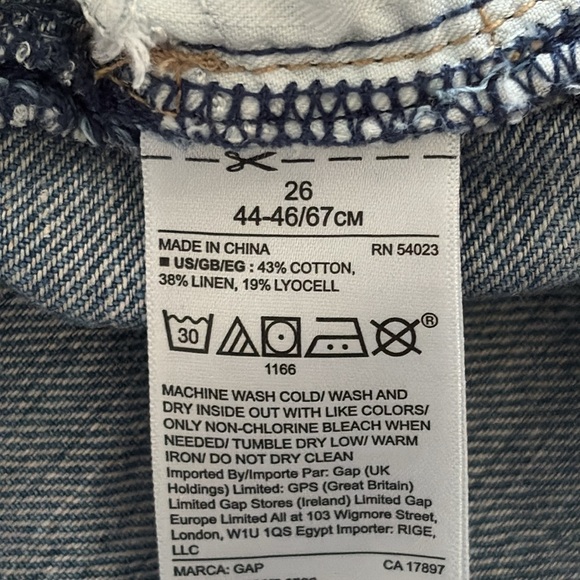 26
44-46/67CM
MADE IN CHINA RN 54023
US/GB/EG : 43% COTTON,
38% LINEN, 19% LYOCELL
30 ®
1166
MACHINE WASH COLD/ WASH AND
DRY INSIDE OUT WITH LIKE COLORS/
ONLY NON-CHLORINE BLEACH WHEN
NEEDED/ TUMBLE DRY LOW/ WARM
IRON/ DO NOT DRY CLEAN
Imported By/Importe Par: Gap (UK
Holdings) Limited: GPS (Great Britain)
Limited Gap Stores (Ireland) Limited Gap
Europe Limited All at 103 Wigmore Street,
London, W1U 1QS Egypt Importer: RIGE,
LLC
MARCA: GAP CA 17897